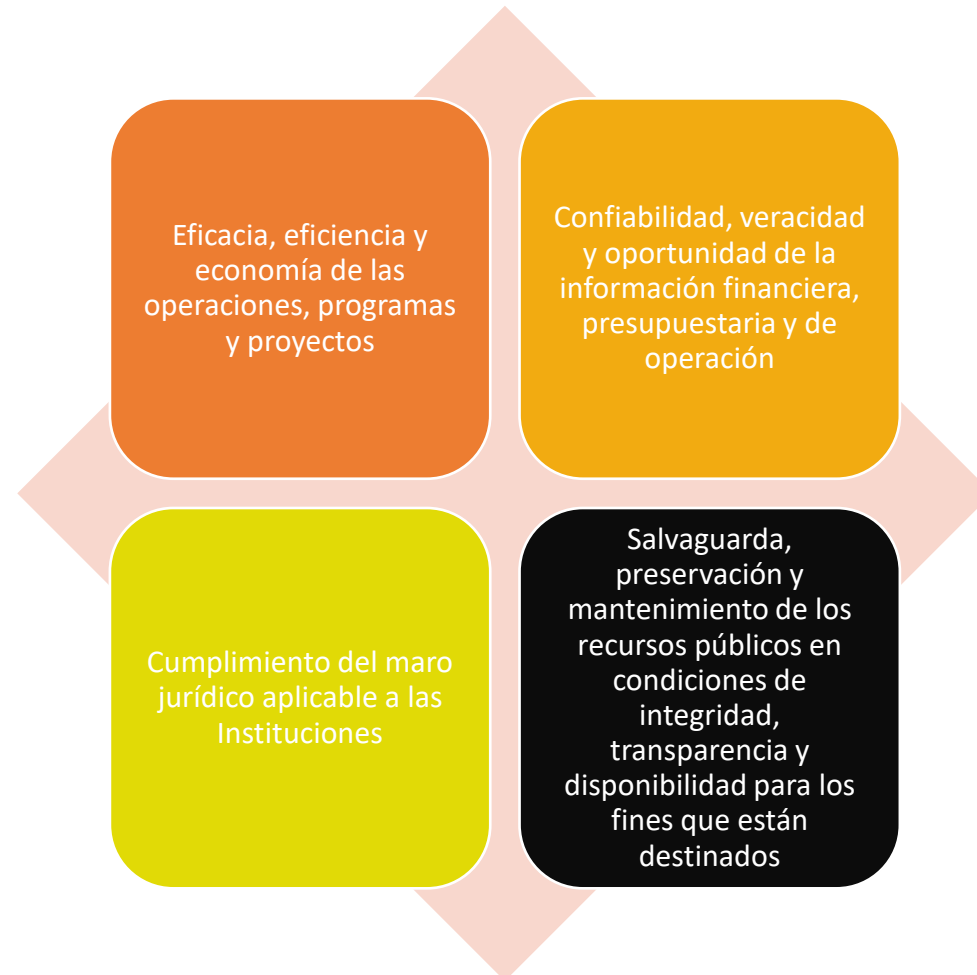 Eficacia, eficiencia y
economía de las
operaciones, programas
y proyectos
Confiabilidad, veracidad
y oportunidad de la
información financiera,
presupuestaria y de
operación
Cumplimiento del maro
jurídico aplicable a las
Instituciones
Salvaguarda,
preservación y
mantenimiento de los
recursos públicos en
condiciones de
integridad,
transparencia y
disponibilidad para los
fines que están
destinados